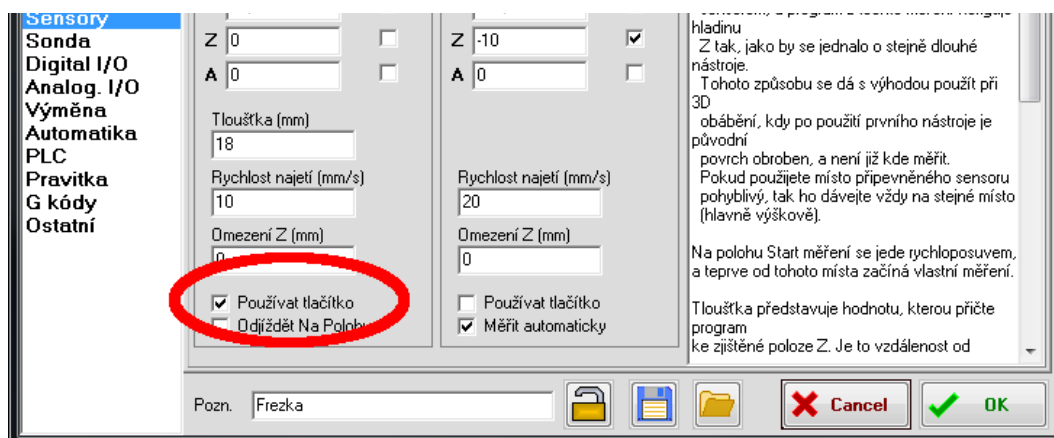 Sensory
Sonda
Digital I/O
Analog. I/O
Výměna
Automatika
PLC
Pravitka
G kódy
Ostatní
Z 0
A 0
Tloušťka (mm)
18
Rychlost najetí (mm/s)
10
Omezení Z (mm)
0
Používat tlačítko
Odjíždět Na Polohu
Z -10
A 0
Rychlost najetí (mm/s)
20
Omezení Z (mm)
0
Používat tlačítko
Měřit automaticky
hladinu
Z tak, jako by se jednalo o stejně dlouhé
nástroje.
Tohoto způsobu se dá s výhodou použít při
3D
obábění, kdy po použití prvního nástroje je
původní
povrch obroben, a není již kde měřit.
Pokud použijete místo připevněného sensoru
pohyblivý, tak ho dávejte vždy na stejné místo
(hlavně výškově).
Na polohu Start měření se jede rychloposuvem,
a teprve od tohoto místa začíná vlastní měření.
Tloušťka představuje hodnotu, kterou přičte
program
ke zjištěné poloze Z. Je to vzdálenost od
Pozn. Frezka
Cancel
OK